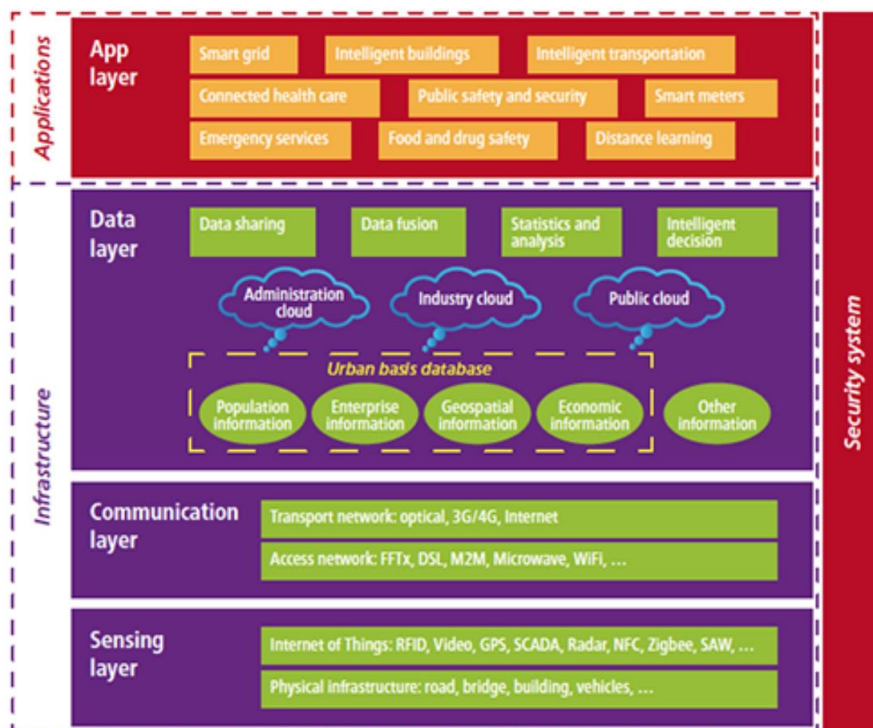 Applications
App
layer
Smart grid
Intelligent buildings
Intelligent transportation
Connected health care
Public safety and security
Smart meters
Emergency services
Food and drug safety
Distance learning
Infrastructure
Data
layer
Data sharing
Data fusion
Statistics and
analysis
Intelligent
decision
Administration
cloud
Industry cloud
Public cloud
Urban basis database
Population
information
Enterprise
information
Geospatial
information
Economic
information
Other
information
Communication
layer
Transport network: optical, 3G/4G, Internet
Access network: FFTx, DSL, M2M, Microwave, WiFi, ...
Sensing
layer
Internet of Things: RFID, Video, GPS, SCADA, Radar, NFC, Zigbee, SAW, ...
Physical infrastructure: road, bridge, building, vehicles, ...
Security system